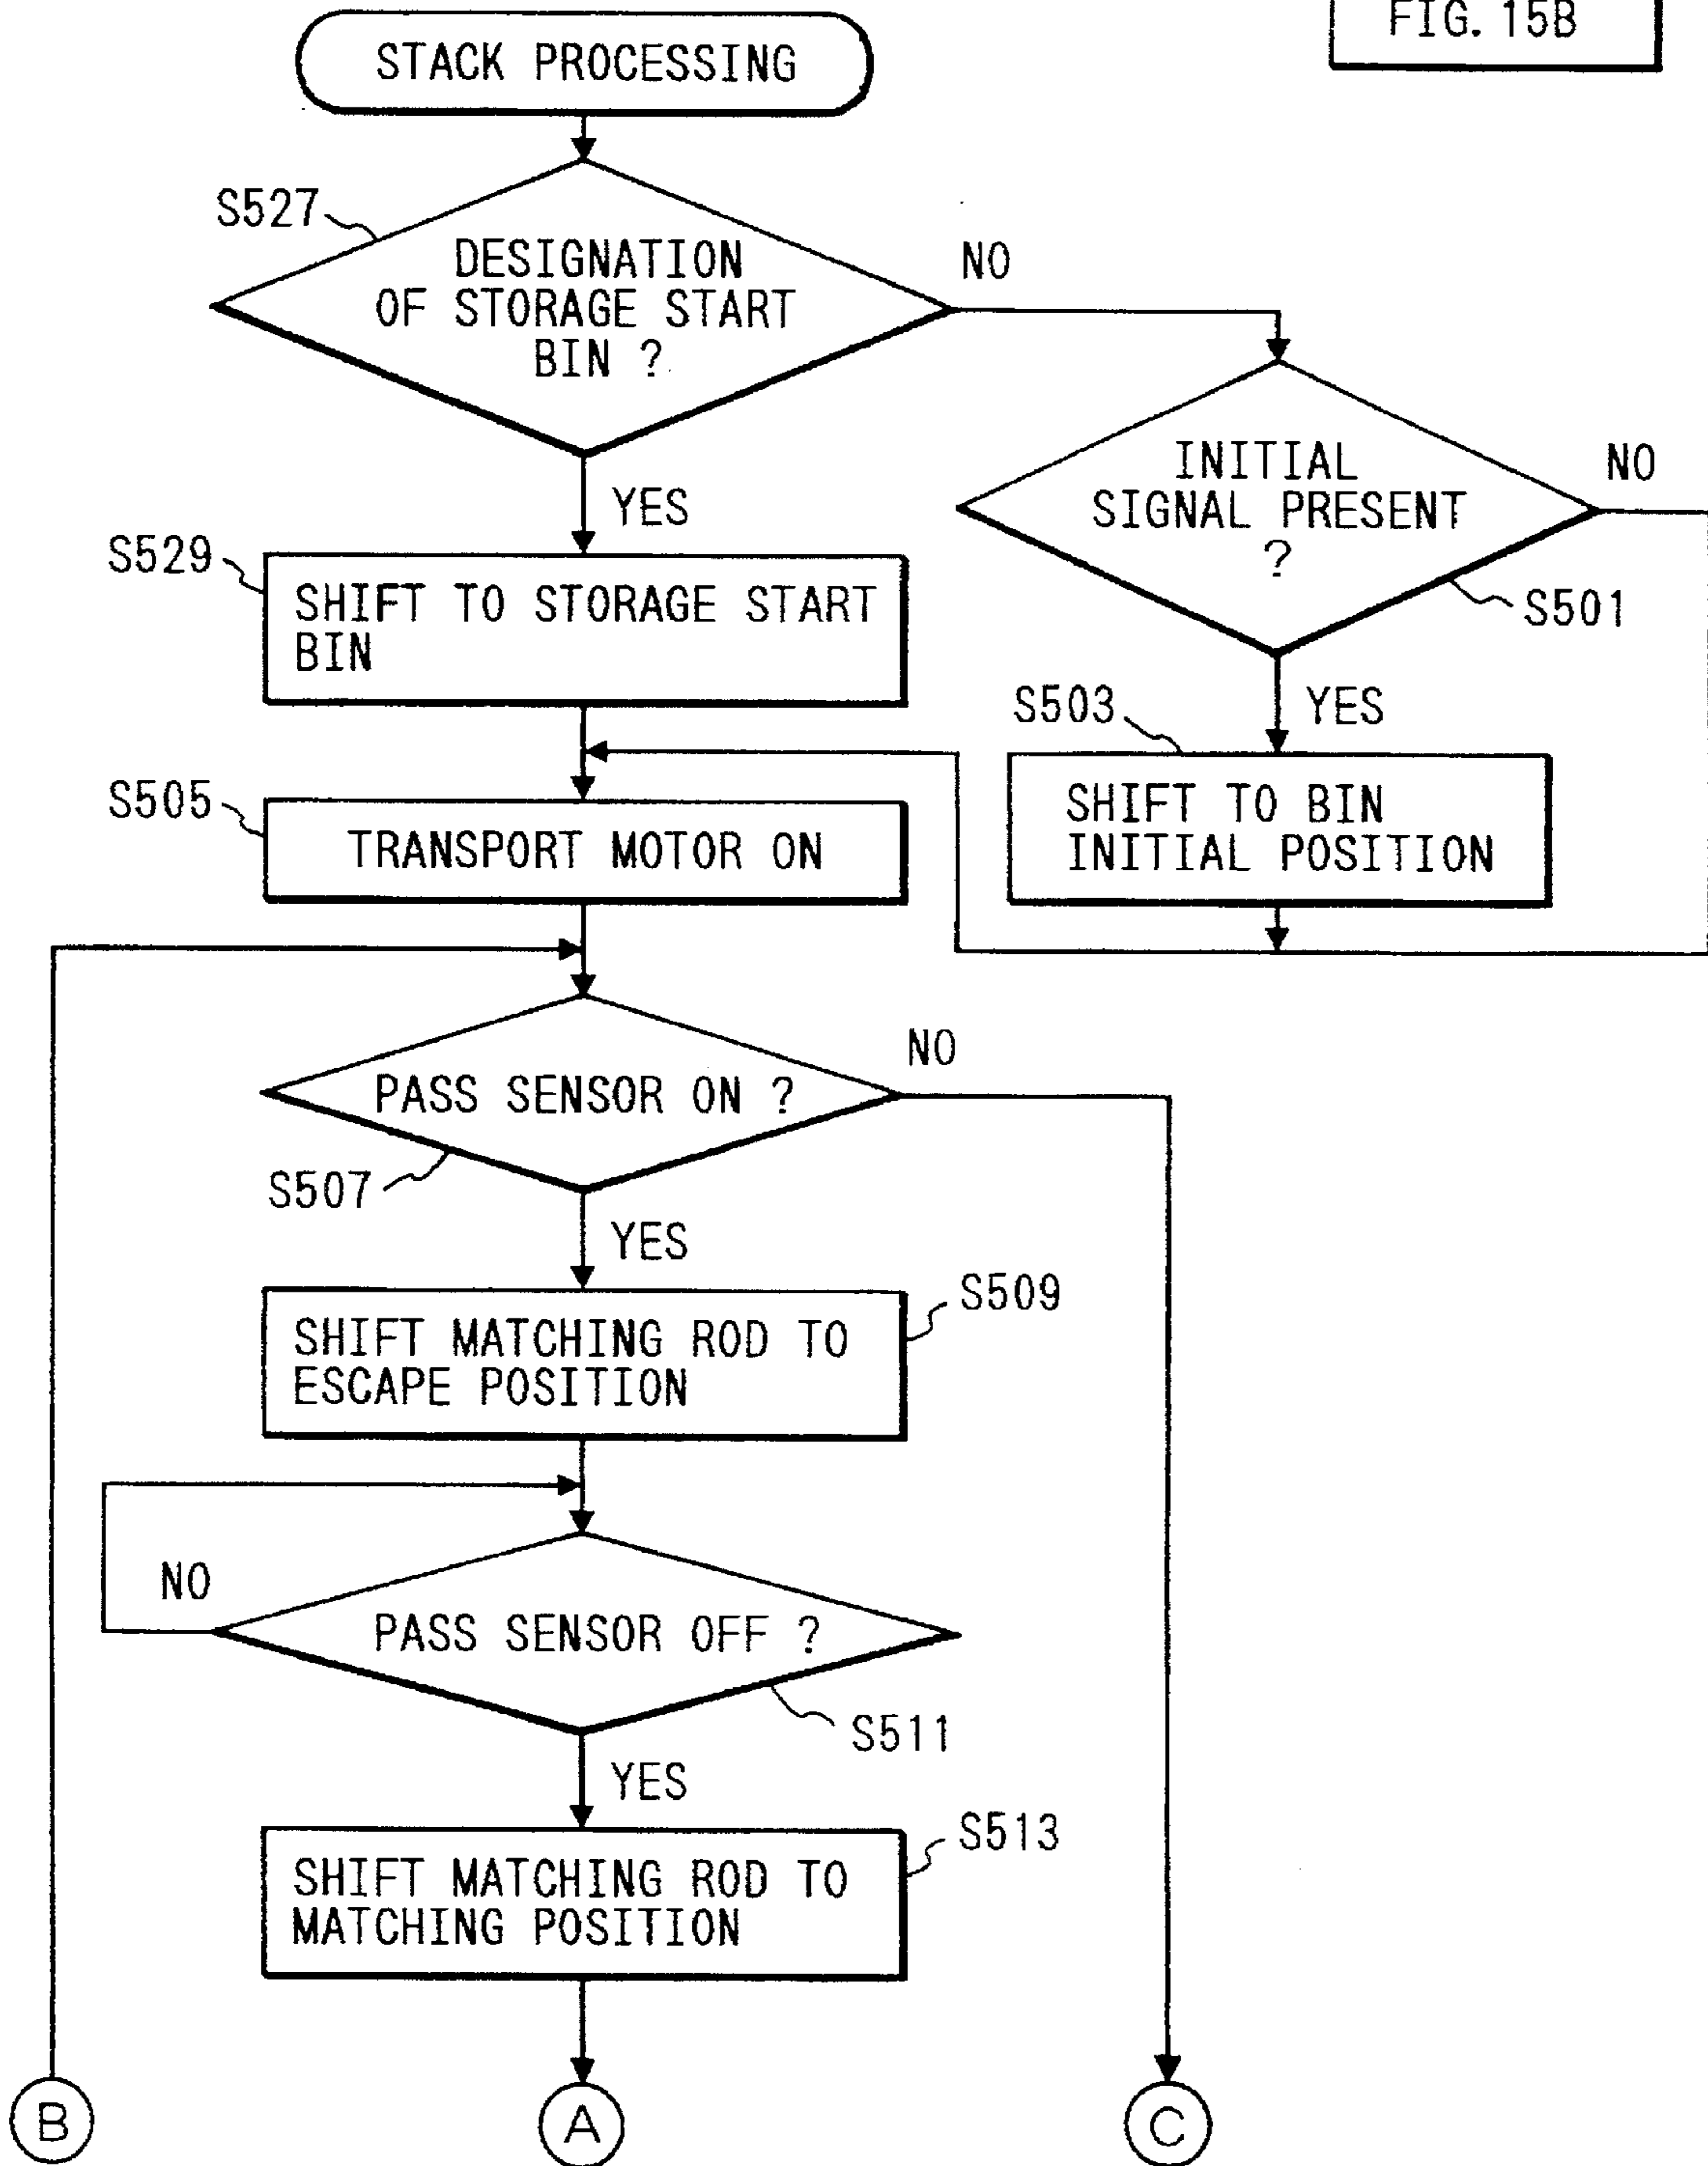 FIG. 15B
STACK PROCESSING
S527
DESIGNATION
OF STORAGE START
BIN ?
NO
YES
INITIAL
SIGNAL PRESENT
?
NO
S501
S529
SHIFT TO STORAGE START
BIN
S503
YES
SHIFT TO BIN
INITIAL POSITION
S505
TRANSPORT MOTOR ON
PASS SENSOR ON ?
NO
S507
YES
S509
SHIFT MATCHING ROD TO
ESCAPE POSITION
NO
PASS SENSOR OFF ?
S511
YES
S513
SHIFT MATCHING ROD TO
MATCHING POSITION
B
A
C